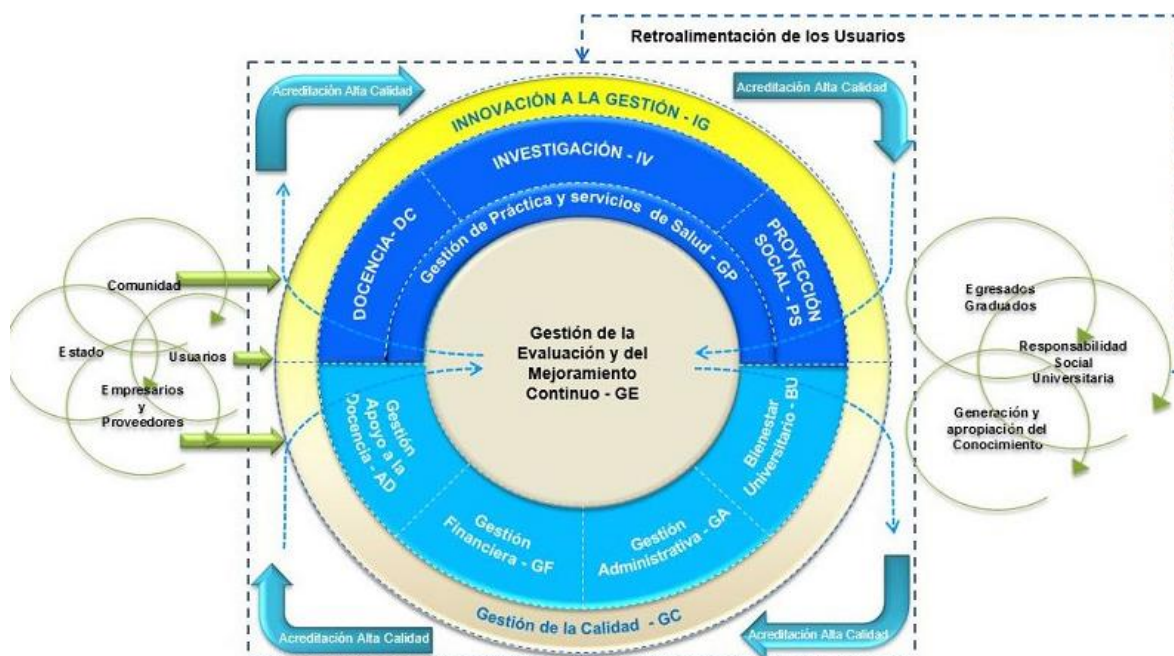 Retroalimentación de los Usuarios
Acreditación Alta Calidad
Acreditación Alta Calidad
INNOVACIÓN A LA GESTIÓN - IG
INVESTIGACIÓN - IV
DOCENCIA- DC
PROYECCIÓN
SOCIAL - PS
Gestión de Práctica y servicios de Salud - GP
Comunidad
Estado
Usuarios
Empresarios
y
Proveedores
Gestión de la
Evaluación y del
Mejoramiento
Continuo - GE
Egresados
Graduados
Responsabilidad
Social
Universitaria
Generación y
apropiación del
Conocimiento
Gestión
Apoyo a la
Docencia - AD
Gestión
Financiera - GF
Gestión
Administrativa - GA
Bienestar
Universitario - BU
Gestión de la Calidad - GC
Acreditación Alta Calidad
Acreditación Alta Calidad